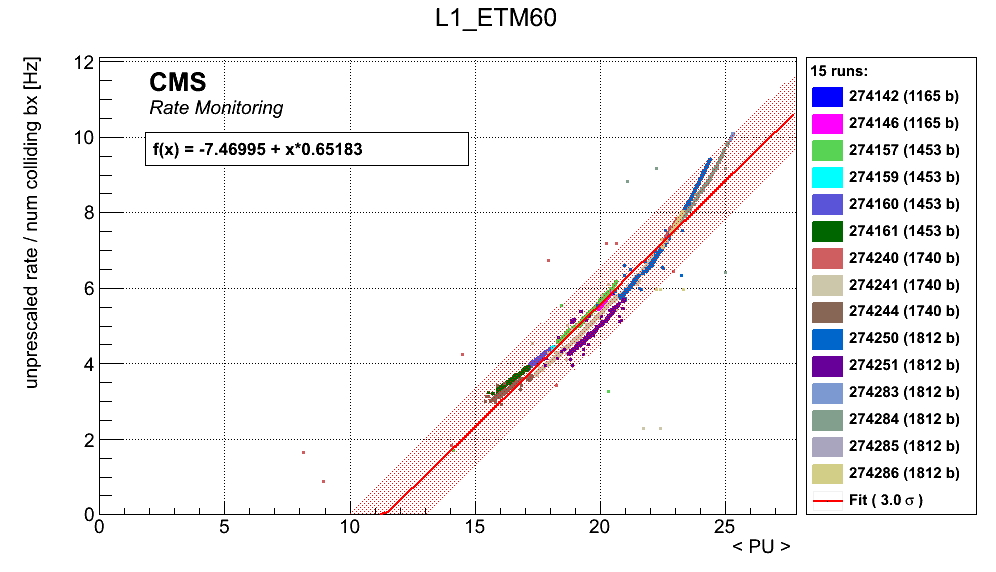 L1_ETM60
unprescaled rate / num colliding bx [Hz]
CMS
Rate Monitoring
f(x) = -7.46995 + x*0.65183
12
10
8
6
4
2
0
0
5
10
15
20
25
< PU >
15 runs:
274142 (1165 b)
274146 (1165 b)
274157 (1453 b)
274159 (1453 b)
274160 (1453 b)
274161 (1453 b)
274240 (1740 b)
274241 (1740 b)
274244 (1740 b)
274250 (1812 b)
274251 (1812 b)
274283 (1812 b)
274284 (1812 b)
274285 (1812 b)
274286 (1812 b)
Fit ( 3.0 σ )